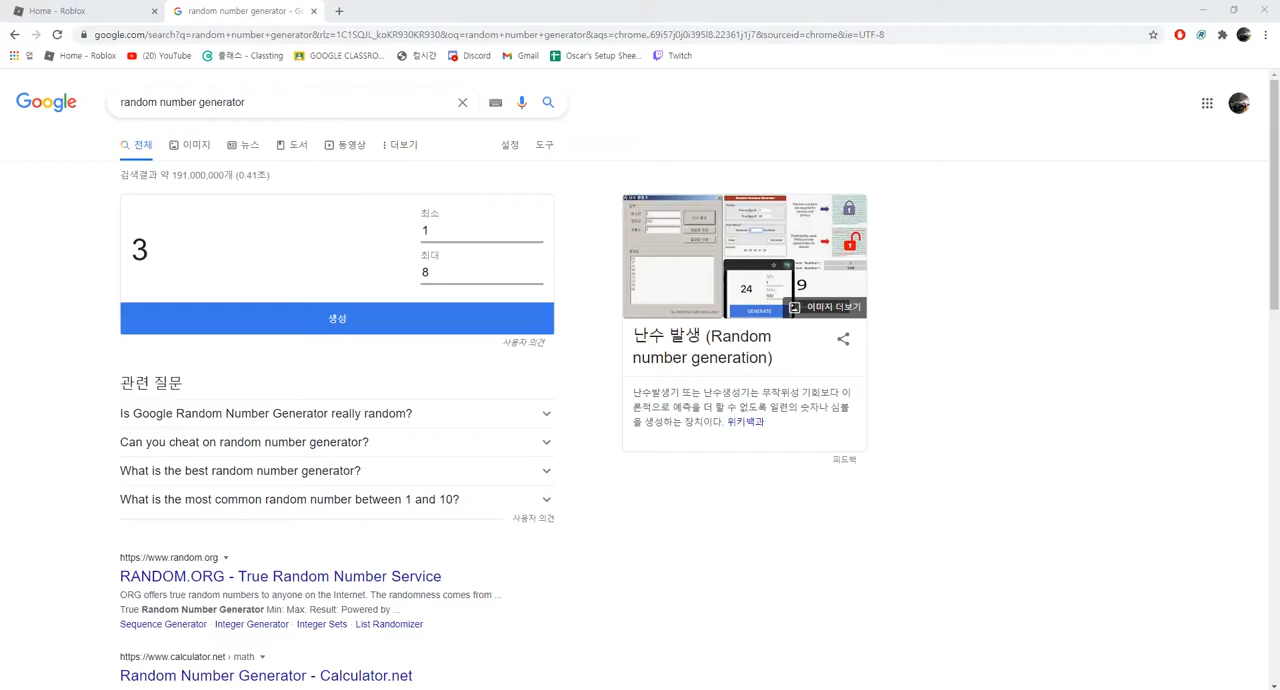 Home - Roblox
random number generator - G
google.com/search?q=random+number+generator&rlz=1C1SQJL_koKR930KR930&oq=random+number+generator&aqs=chrome..69i57j0j0i395l8.22361j1j7&sourceid=chrome&ie=UTF-8
앱 Home - Roblox (20) YouTube 클래스 - Classting GOOGLE CLASSRO... 컴시간 Discord Gmail Oscar's Setup Shee... Twitch
Google
random number generator
전체 이미지 뉴스 도서 동영상 더보기 설정 도구
검색결과 약 191,000,000개 (0.41초)
최소
1
3
최대
8
생성
사용자 의견
24
9
GENERATE
이미지 더보기
난수 발생 (Random
number generation)
난수발생기 또는 난수생성기는 무작위성 기회보다 이
론적으로 예측을 더 할 수 없도록 일련의 숫자나 심볼
을 생성하는 장치이다. 위키백과
피드백
관련 질문
Is Google Random Number Generator really random?
Can you cheat on random number generator?
What is the best random number generator?
What is the most common random number between 1 and 10?
사용자 의견
https://www.random.org
RANDOM.ORG - True Random Number Service
ORG offers true random numbers to anyone on the Internet. The randomness comes from ...
True Random Number Generator Min: Max: Result: Powered by ...
Sequence Generator · Integer Generator · Integer Sets · List Randomizer
https://www.calculator.net › math
Random Number Generator - Calculator.net